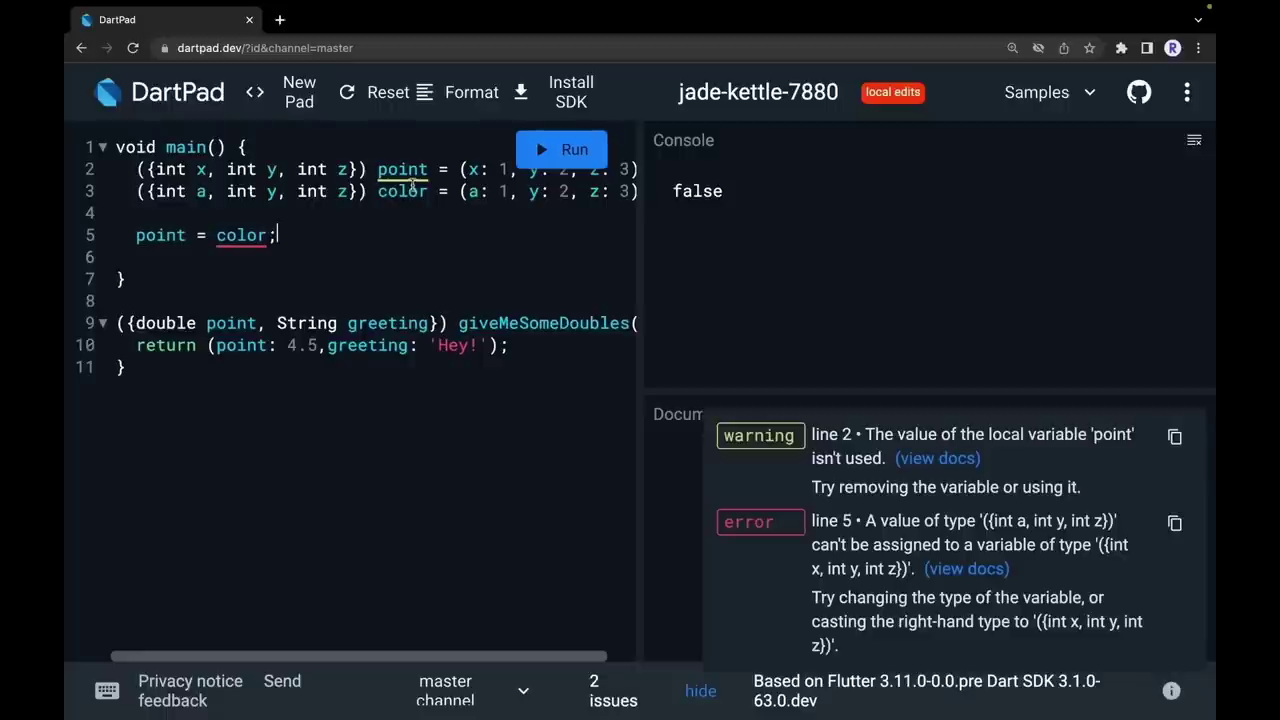 DartPad
dartpad.dev/?id&channel=master
R
DartPad
<> New Pad
Reset
Format
Install SDK
jade-kettle-7880
local edits
Samples
1 void main() {
2 ({int x, int y, int z}) point = (x: 1, y: 2, z: 3)
3 ({int a, int y, int z}) color = (a: 1, y: 2, z: 3)
4
5 point = color;
6
7 }
8
9 ({double point, String greeting}) giveMeSomeDoubles(
10 return (point: 4.5,greeting: 'Hey!');
11 }
Run
Console
false
Docum
warning
line 2 • The value of the local variable 'point'
isn't used. (view docs)
Try removing the variable or using it.
error
line 5 • A value of type '({int a, int y, int z})'
can't be assigned to a variable of type '({int
x, int y, int z})'. (view docs)
Try changing the type of the variable, or
casting the right-hand type to '({int x, int y, int
z})'.
Privacy notice
Send
feedback
master
channel
2
issues
hide
Based on Flutter 3.11.0-0.0.pre Dart SDK 3.1.0-
63.0.dev